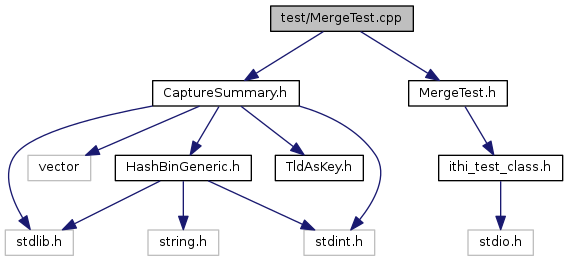 test/MergeTest.cpp
CaptureSummary.h
MergeTest.h
vector
HashBinGeneric.h
TldAsKey.h
ithi_test_class.h
stdlib.h
string.h
stdint.h
stdio.h